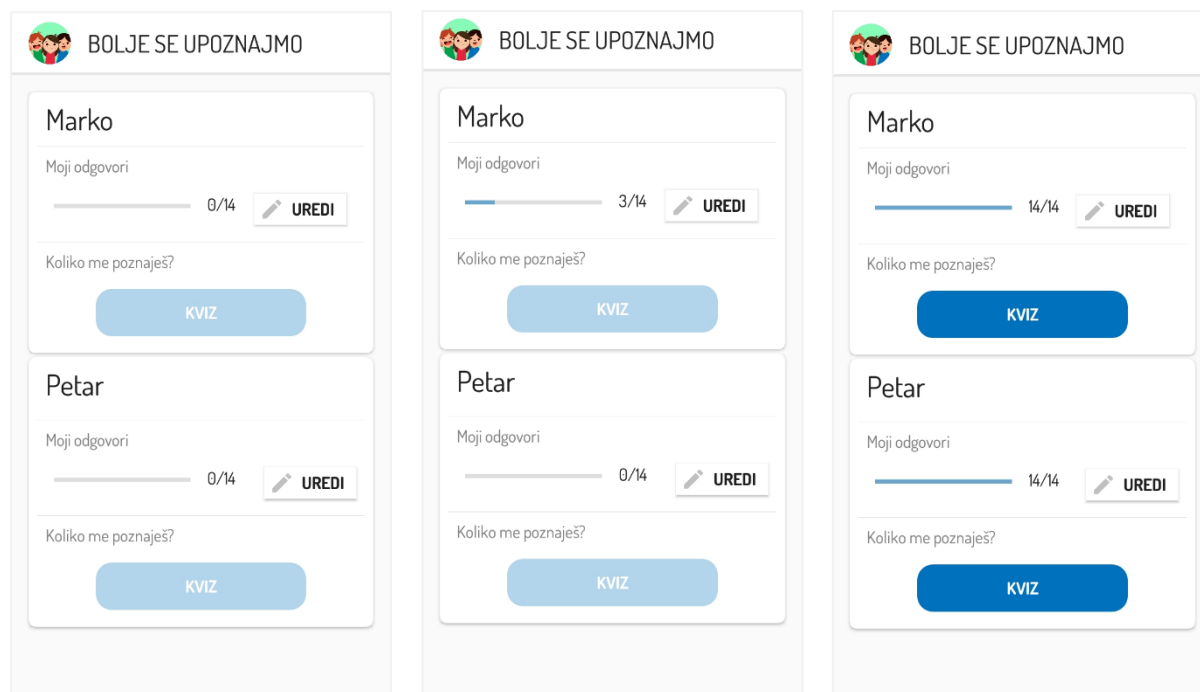 BOLJE SE UPOZNAJMO
Marko
Moji odgovori
0/14 UREDI
Koliko me poznaješ?
KVIZ
Petar
Moji odgovori
0/14 UREDI
Koliko me poznaješ?
KVIZ
BOLJE SE UPOZNAJMO
Marko
Moji odgovori
3/14 UREDI
Koliko me poznaješ?
KVIZ
Petar
Moji odgovori
0/14 UREDI
Koliko me poznaješ?
KVIZ
BOLJE SE UPOZNAJMO
Marko
Moji odgovori
14/14 UREDI
Koliko me poznaješ?
KVIZ
Petar
Moji odgovori
14/14 UREDI
Koliko me poznaješ?
KVIZ